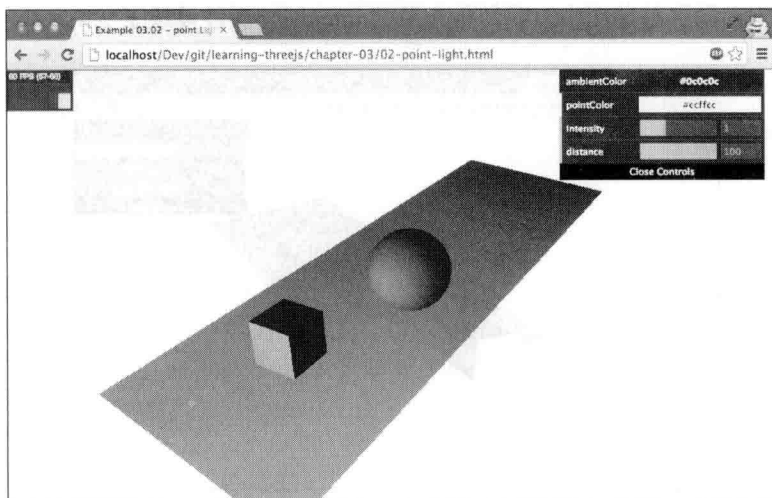 Example 03.02 - point Lig
localhost/Dev/git/learning-threejs/chapter-03/02-point-light.html
60 FPS (57-60)
ambientColor #0c0c0c
pointColor #ccffcc
intensity 1
distance 100
Close Controls